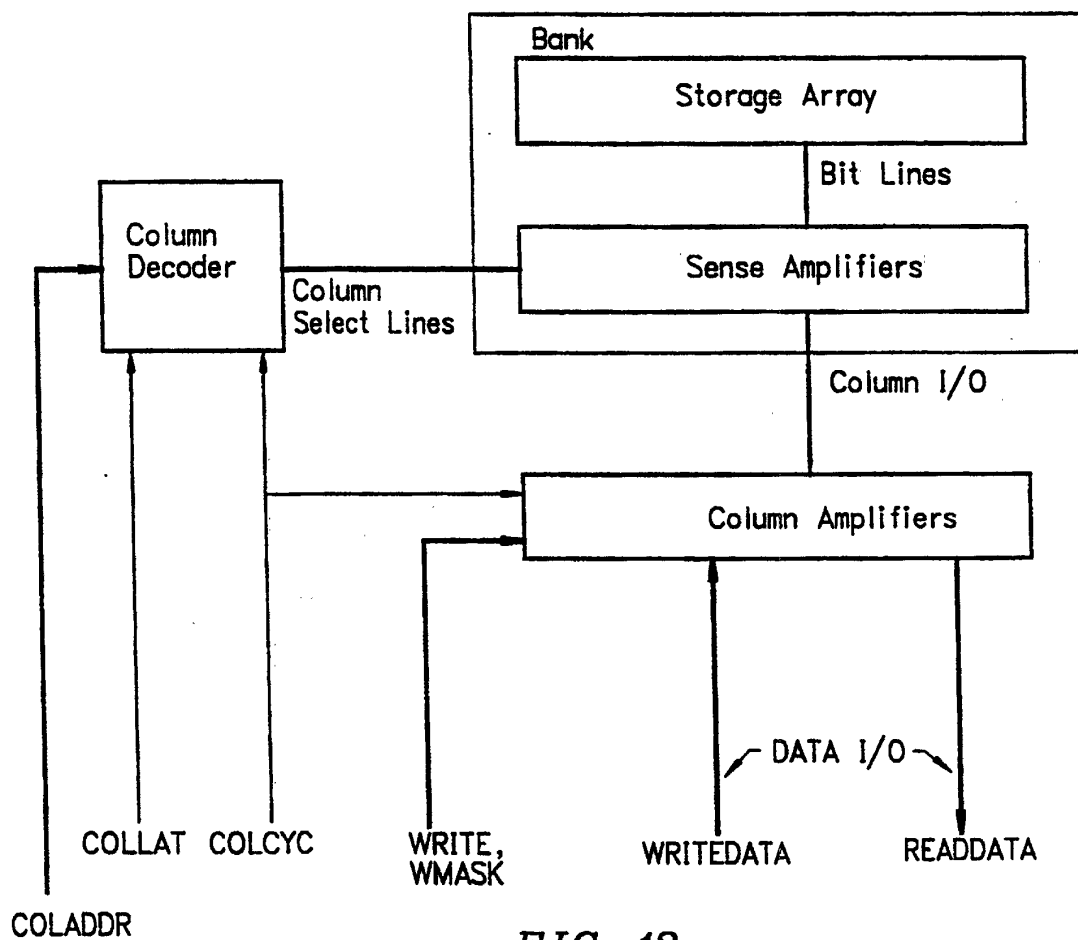 Bank
Storage Array
Bit Lines
Column
Decoder
Sense Amplifiers
Column
Select Lines
Column I/O
Column Amplifiers
DATA I/O
COLLAT COLCYC
WRITE,
WMASK
WRITEDATA
READDATA
COLADDR